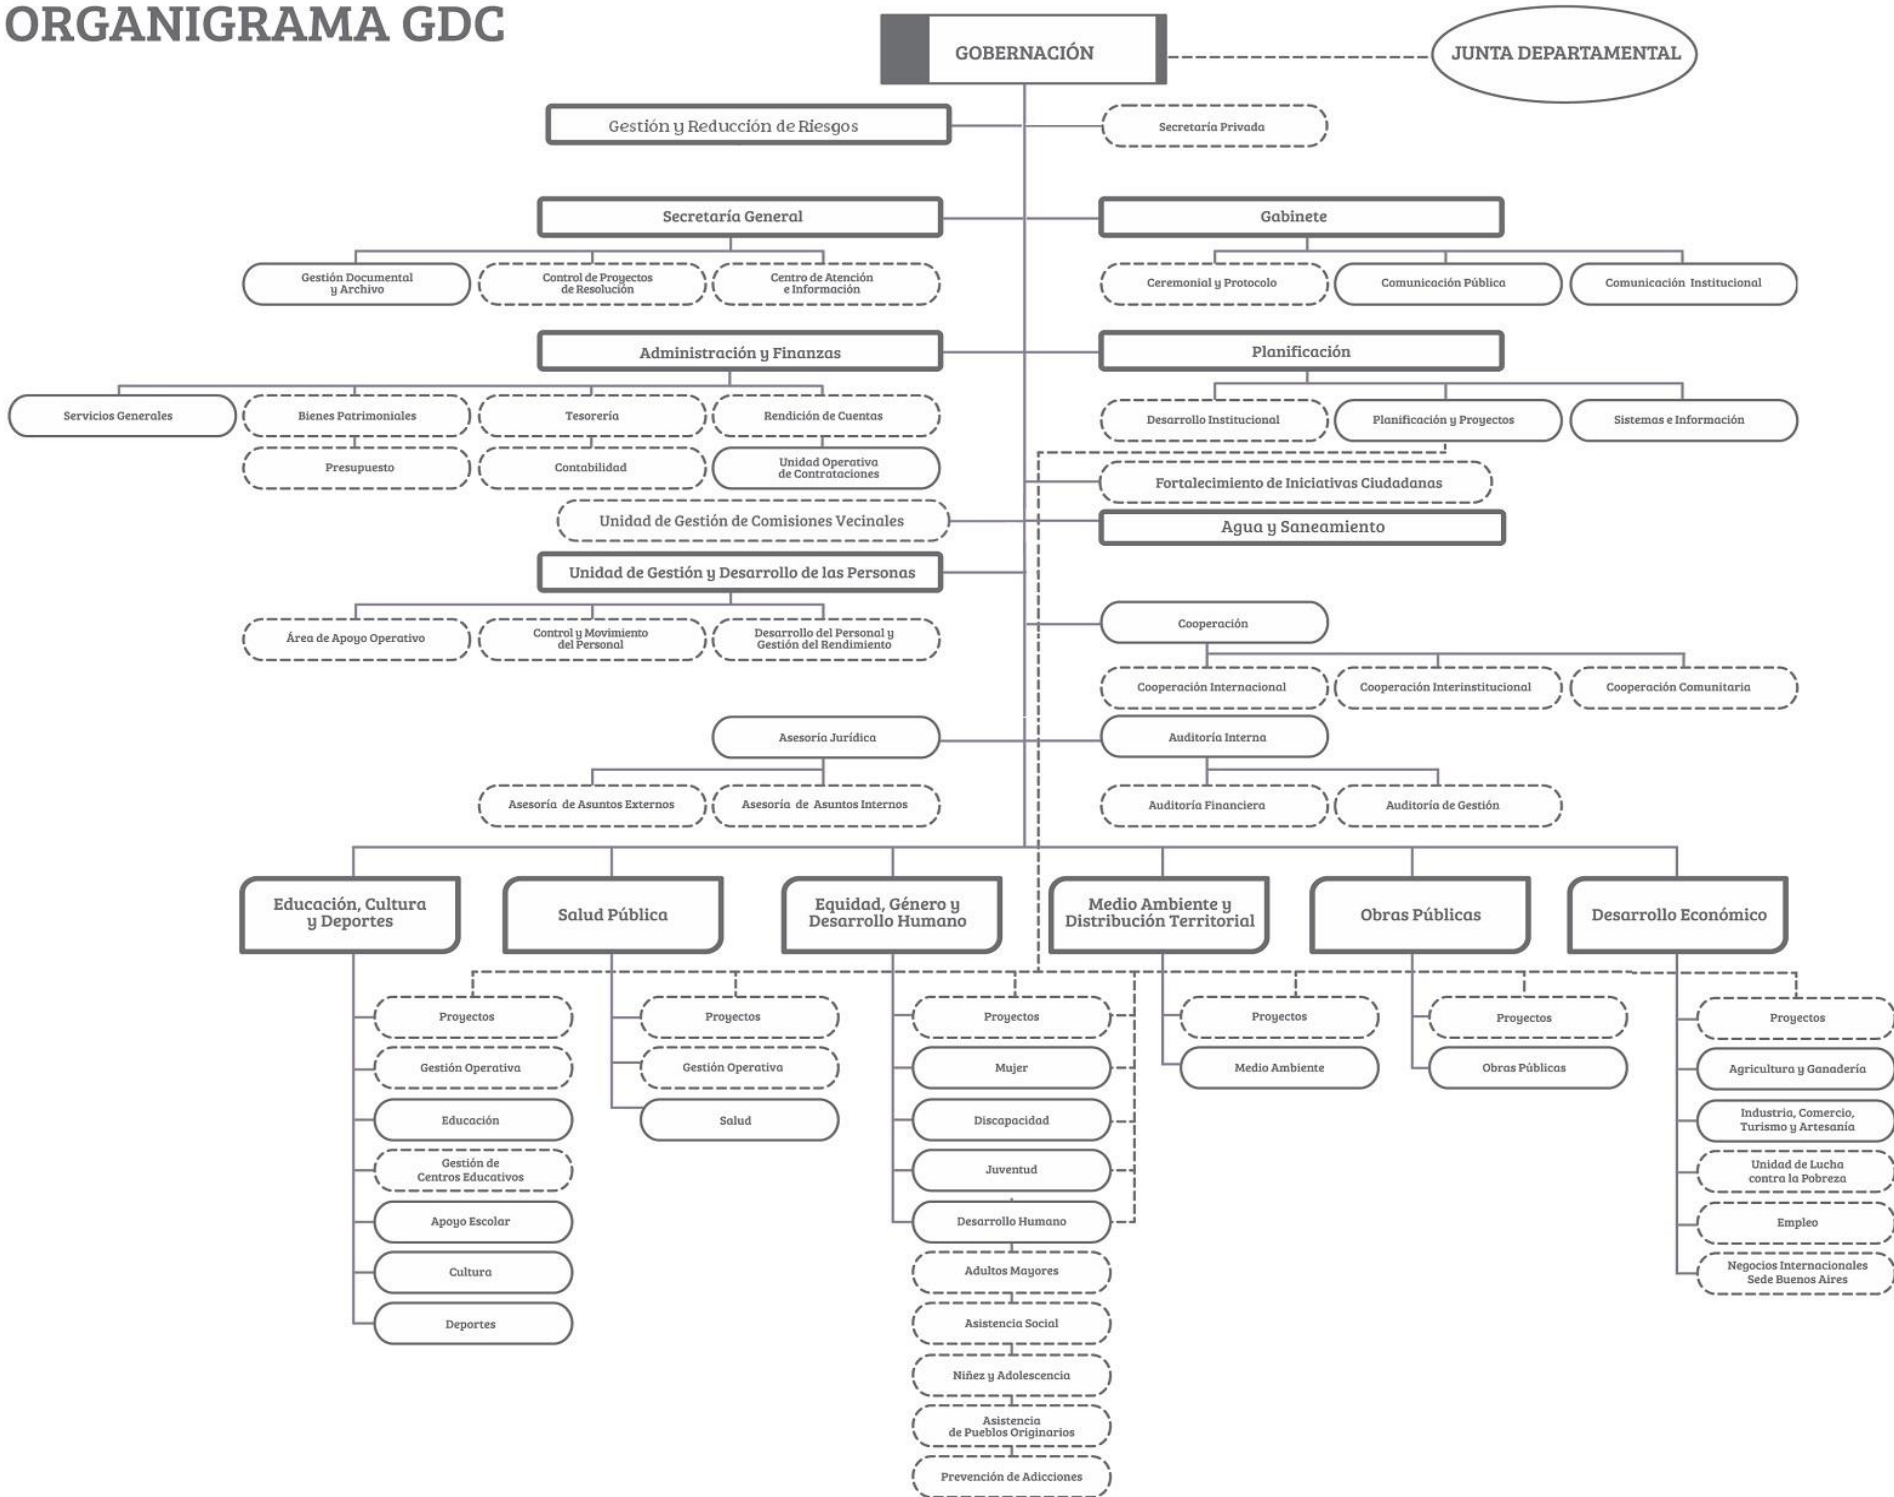 ORGANIGRAMA GDC
GOBERNACIÓN
JUNTA DEPARTAMENTAL
Gestión y Reducción de Riesgos
Secretaría Privada
Secretaría General
Gabinete
Gestión Documental
y Archivo
Control de Proyectos
de Resolución
Centro de Atención
e Información
Ceremonial y Protocolo
Comunicación Pública
Comunicación Institucional
Administración y Finanzas
Planificación
Servicios Generales
Bienes Patrimoniales
Tesorería
Rendición de Cuentas
Desarrollo Institucional
Planificación y Proyectos
Sistemas e Información
Presupuesto
Contabilidad
Unidad Operativa
de Contrataciones
Fortalecimiento de Iniciativas Ciudadanas
Unidad de Gestión de Comisiones Vecinales
Agua y Saneamiento
Unidad de Gestión y Desarrollo de las Personas
Área de Apoyo Operativo
Control y Movimiento
del Personal
Desarrollo del Personal y
Gestión del Rendimiento
Cooperación
Cooperación Internacional
Cooperación Interinstitucional
Cooperación Comunitaria
Asesoría Jurídica
Auditoría Interna
Asesoría de Asuntos Externos
Asesoría de Asuntos Internos
Auditoría Financiera
Auditoría de Gestión
Educación, Cultura
y Deportes
Salud Pública
Equidad, Género y
Desarrollo Humano
Medio Ambiente y
Distribución Territorial
Obras Públicas
Desarrollo Económico
Proyectos
Gestión Operativa
Educación
Gestión de
Centros Educativos
Apoyo Escolar
Cultura
Deportes
Proyectos
Gestión Operativa
Salud
Proyectos
Mujer
Discapacidad
Juventud
Desarrollo Humano
Adultos Mayores
Asistencia Social
Niñez y Adolescencia
Asistencia
de Pueblos Originarios
Prevención de Adicciones
Proyectos
Medio Ambiente
Proyectos
Obras Públicas
Proyectos
Agricultura y Ganadería
Industria, Comercio,
Turismo y Artesanía
Unidad de Lucha
contra la Pobreza
Empleo
Negocios Internacionales
Sede Buenos Aires